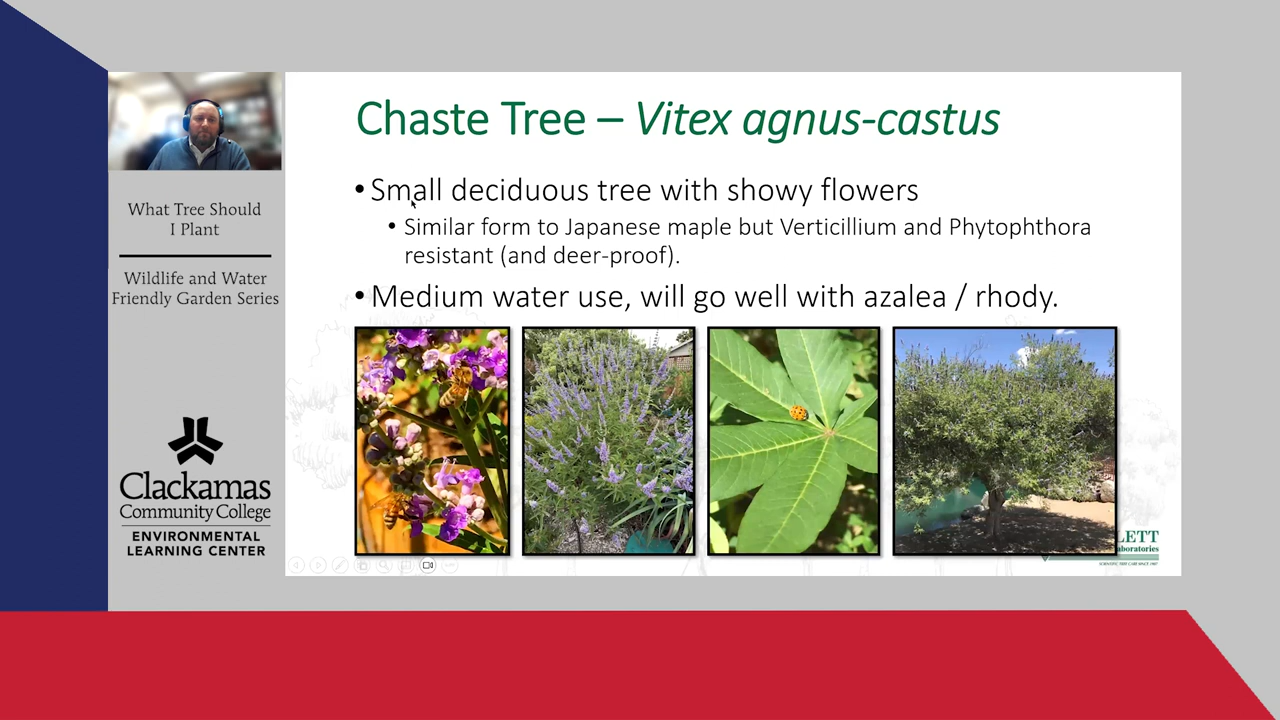 Chaste Tree – Vitex agnus-castus
• Small deciduous tree with showy flowers
• Similar form to Japanese maple but Verticillium and Phytophthora
resistant (and deer-proof).
• Medium water use, will go well with azalea / rhody.
What Tree Should
I Plant
Wildlife and Water
Friendly Garden Series
Clackamas
Community College
ENVIRONMENTAL
LEARNING CENTER
LETT
aboratories